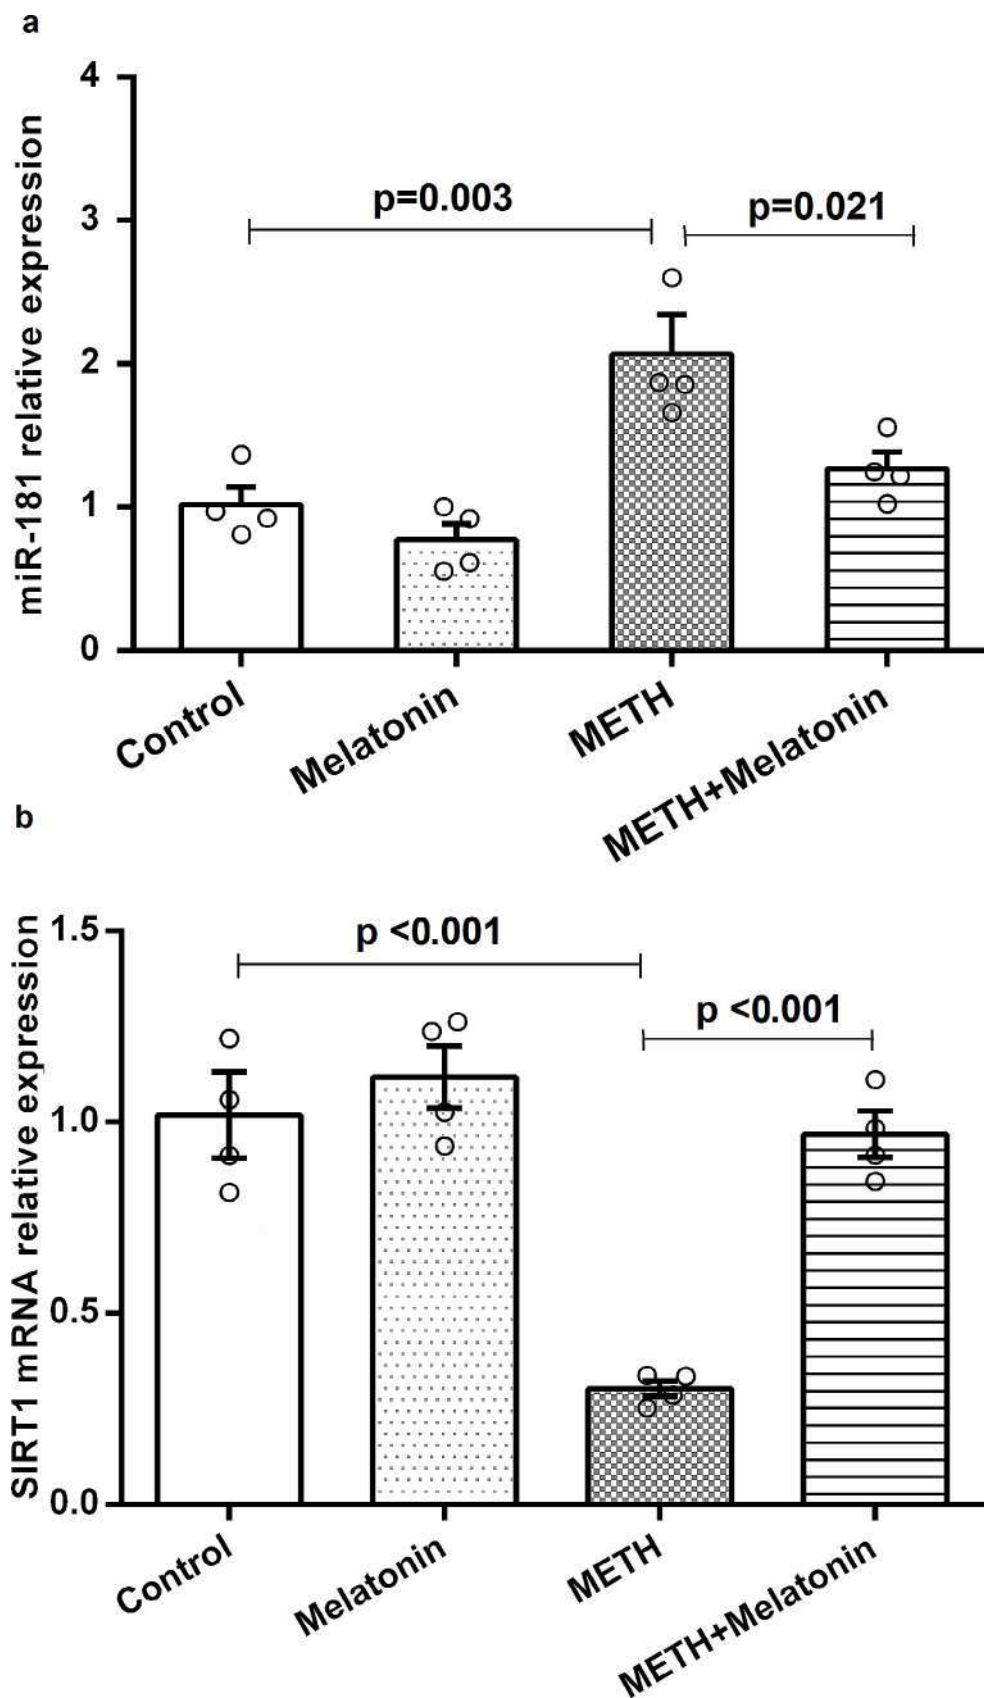 a
miR-181 relative expression
4
3
2
1
0
p=0.003
p=0.021
Control
Melatonin
METH
METH+Melatonin
b
SIRT1 mRNA relative expression
1.5
1.0
0.5
0.0
p <0.001
p <0.001
Control
Melatonin
METH
METH+Melatonin